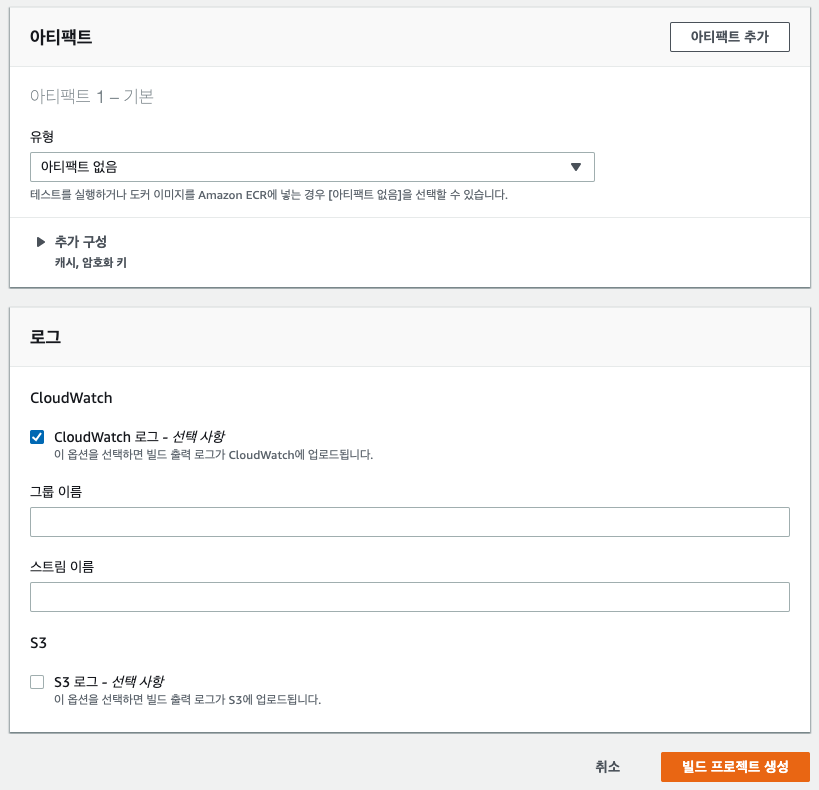 아티팩트
아티팩트 추가
아티팩트 1 – 기본
유형
아티팩트 없음
테스트를 실행하거나 도커 이미지를 Amazon ECR에 넣는 경우 [아티팩트 없음]을 선택할 수 있습니다.
추가 구성
캐시, 암호화 키
로그
CloudWatch
CloudWatch 로그 - 선택 사항
이 옵션을 선택하면 빌드 출력 로그가 CloudWatch에 업로드됩니다.
그룹 이름
스트림 이름
S3
S3 로그 - 선택 사항
이 옵션을 선택하면 빌드 출력 로그가 S3에 업로드됩니다.
취소
빌드 프로젝트 생성